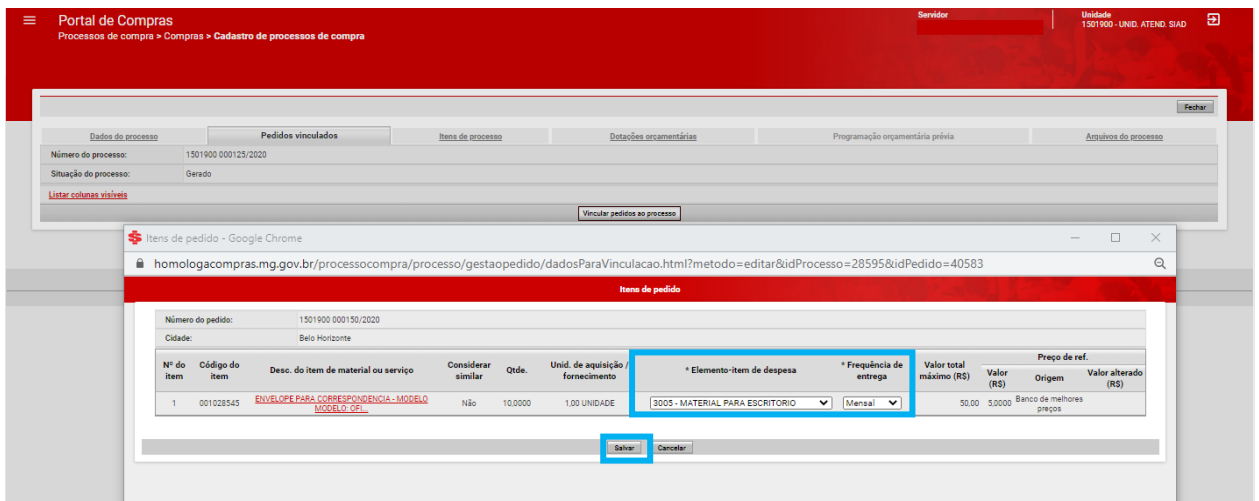 Portal de Compras
Processos de compra > Compras > Cadastro de processos de compra
Servidor
Unidade
1501900 - UNID. ATEND. SIAD
Fechar
Dados do processo
Pedidos vinculados
Itens de processo
Dotações orçamentárias
Programação orçamentária prévia
Arquivos do processo
Número do processo: 1501900 000125/2020
Situação do processo: Gerado
Listar colunas visíveis
Vincular pedidos ao processo
Itens de pedido - Google Chrome
homologacompras.mg.gov.br/processocompra/processo/gestaopedido/dadosParaVinculacao.html?metodo=editar&idProcesso=28595&idPedido=40583
Itens de pedido
Número do pedido: 1501900 000150/2020
Cidade: Belo Horizonte
Nº do item
Código do item
Desc. do item de material ou serviço
Considerar similar
Qtde.
Unid. de aquisição / fornecimento
* Elemento-item de despesa
* Frequência de entrega
Valor total máximo (R$)
Preço de ref.
Valor (R$)
Origem
Valor alterado (R$)
1
001028545
ENVELOPE PARA CORRESPONDENCIA - MODELO
MODELO: OFI...
Não
10,0000
1,00 UNIDADE
3005 - MATERIAL PARA ESCRITORIO
Mensal
50,00
5,0000
Banco de melhores
preços
Salvar
Cancelar